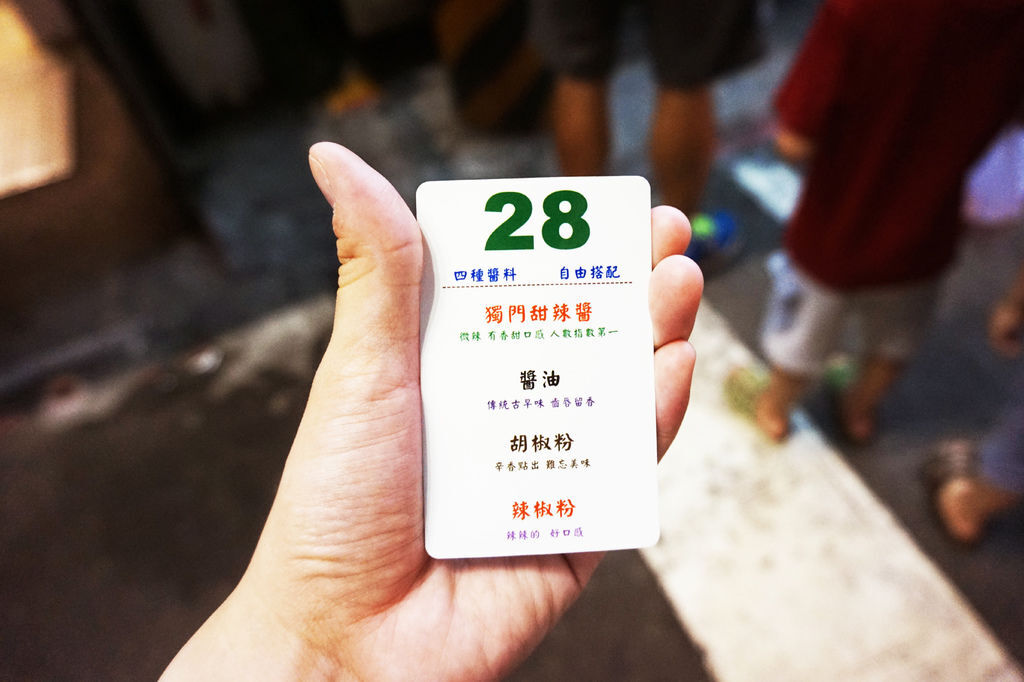 28
四種醬料 自由搭配
獨門甜辣醬
微辣 有香甜口感 人數指數第一
醬油
傳統古早味 齒唇留香
胡椒粉
辛香點出 難忘美味
辣椒粉
辣辣的 好口感